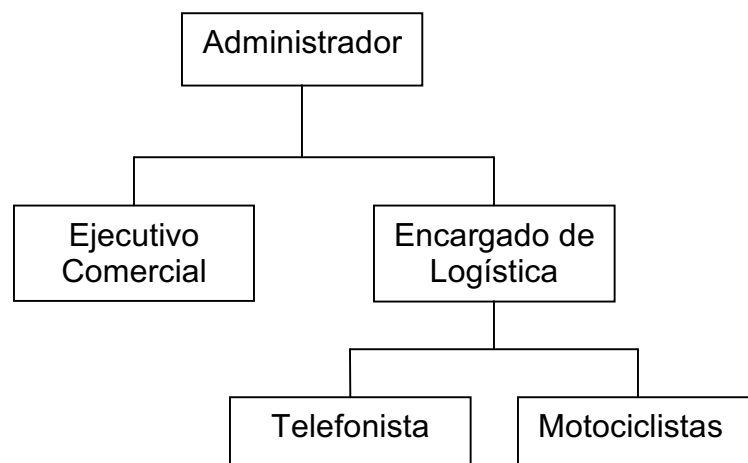 Administrador
Ejecutivo
Comercial
Encargado de
Logística
Telefonista
Motociclistas